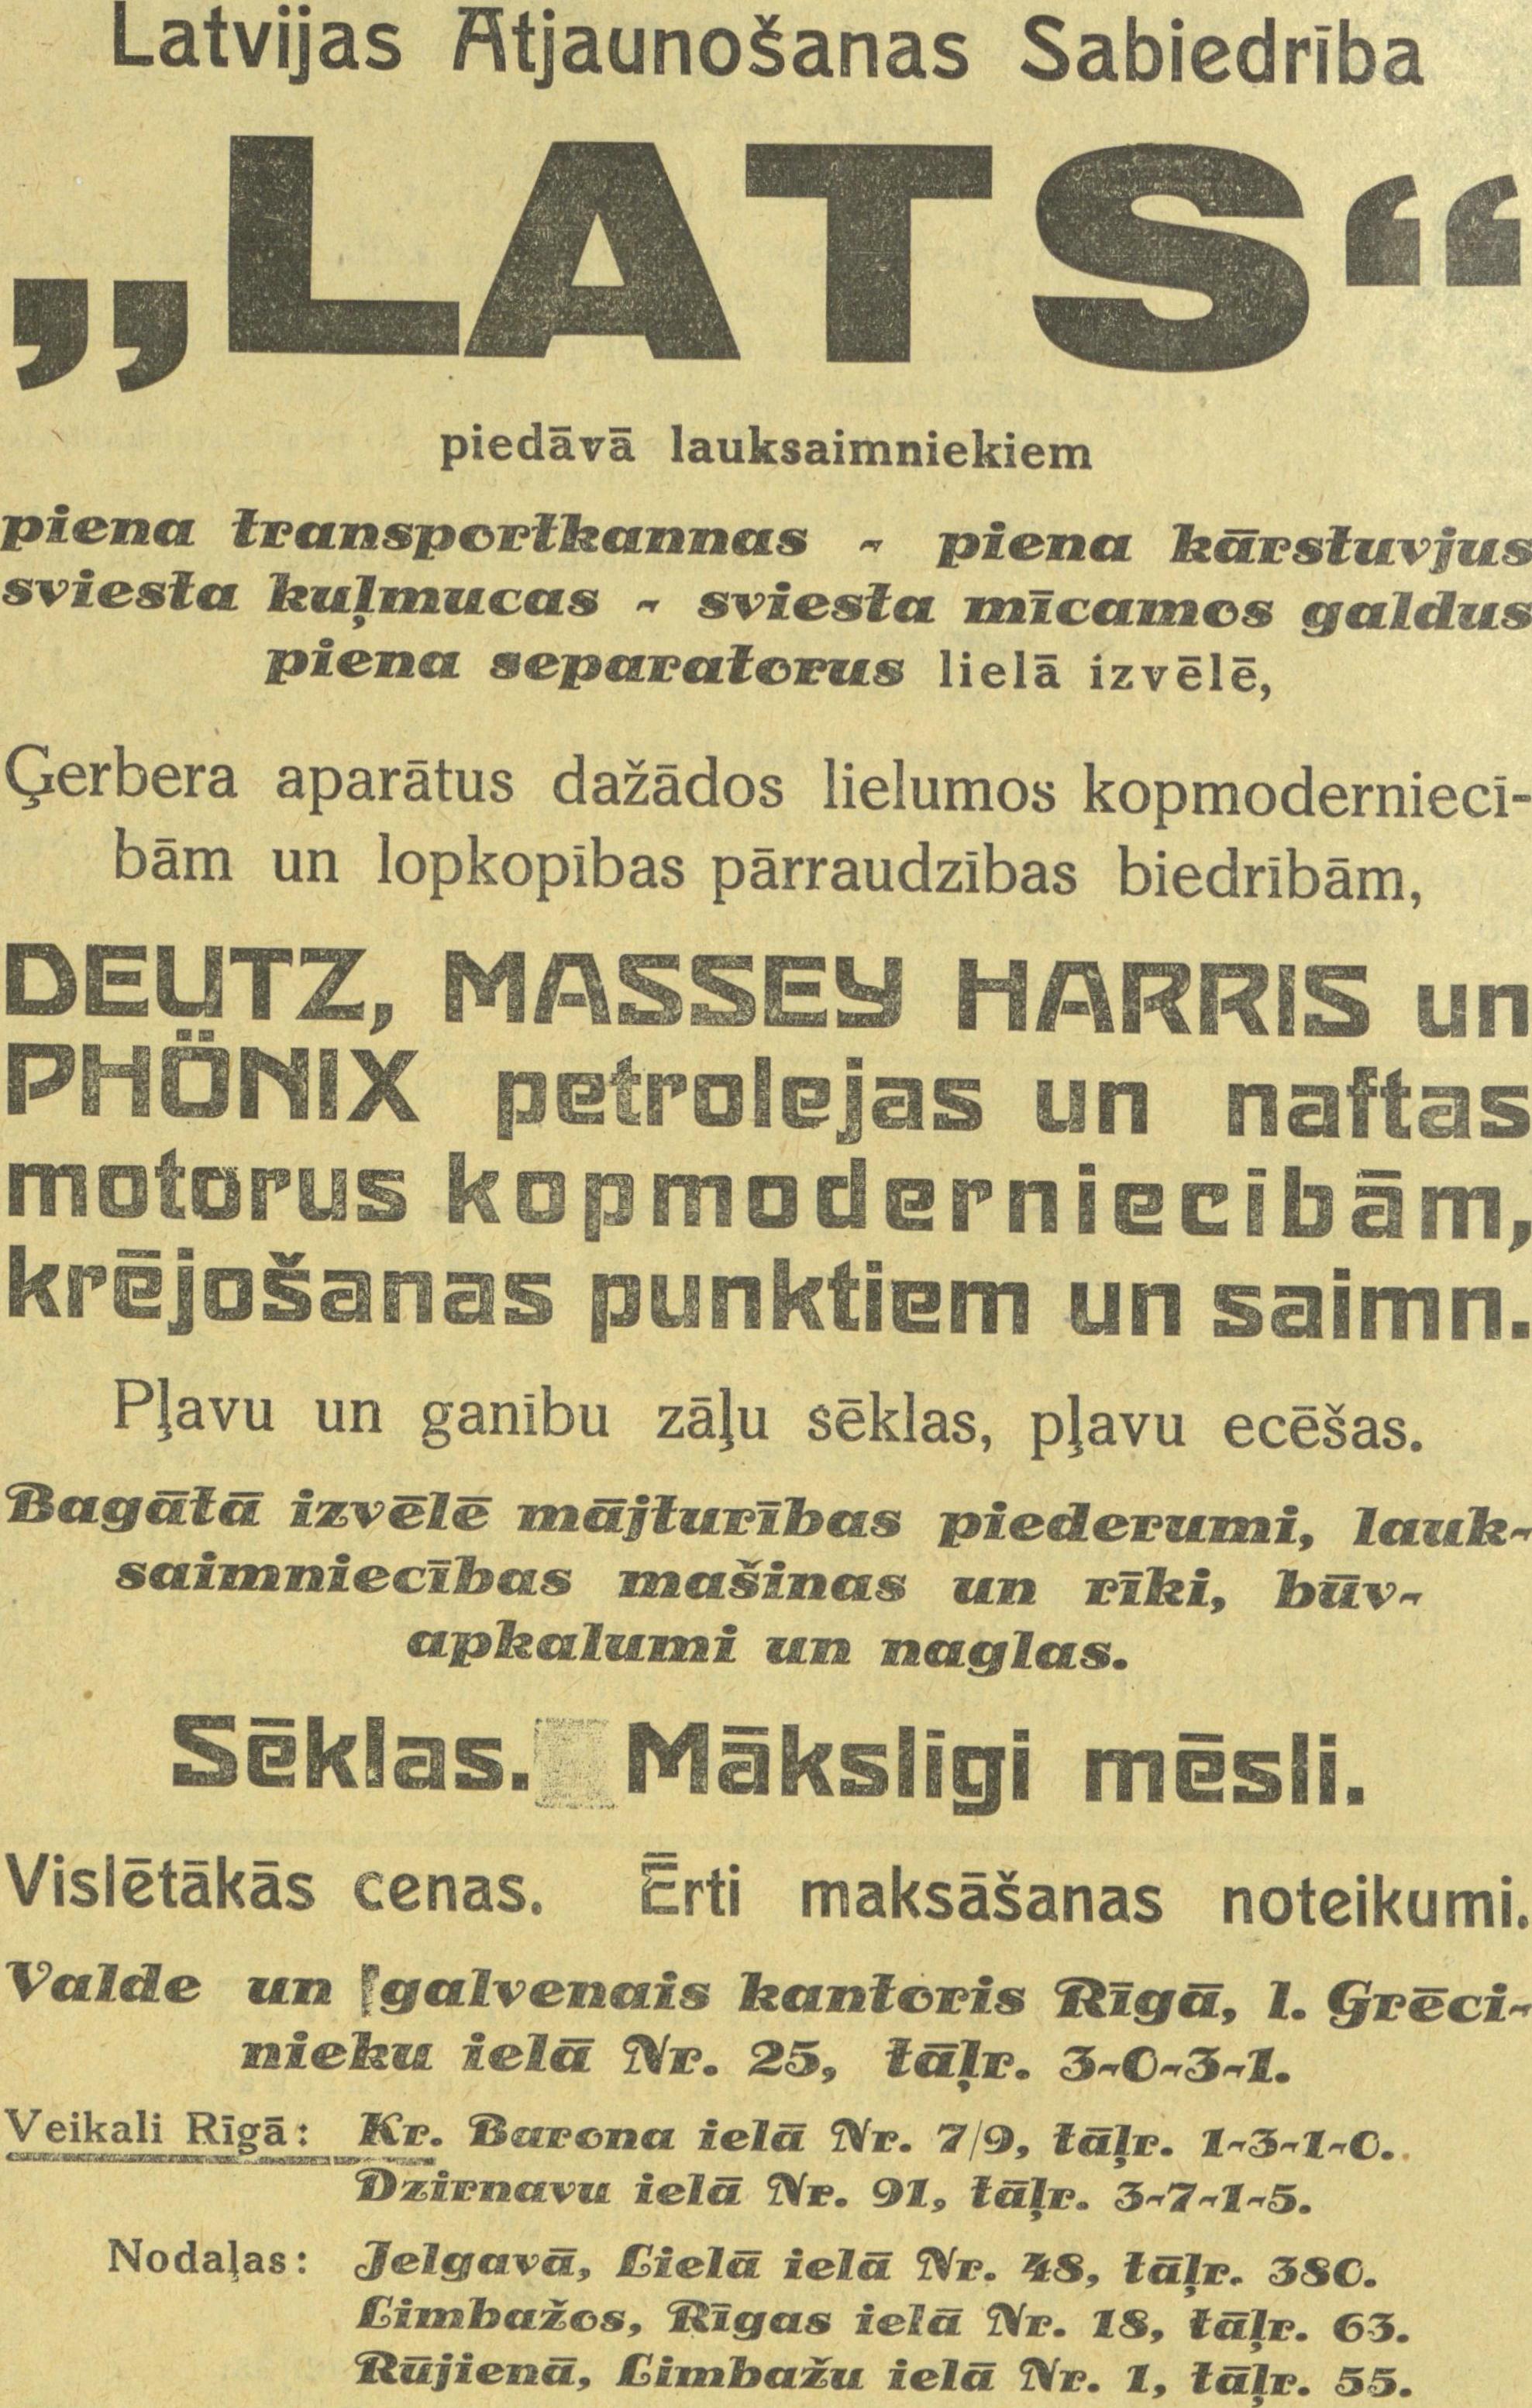 Latvijas Atjaunošanas Sabiedrība
„LATS“
piedāvā lauksaimniekiem
piena transportkannas - piena kārstuvjus
sviesta kuļmucas - sviesta mīcamos galdus
piena separatorus lielā izvēlē,
Ģerbera aparātus dažādos lielumos kopmoderniecī-
bām un lopkopības pārraudzības biedrībām,
DEUTZ, MASSEY HARRIS un
PHÖNIX petrolejas un naftas
motorus kopmoderniecībām,
krējošanas punktiem un saimn.
Pļavu un ganību zāļu sēklas, pļavu ecēšas.
Bagātā izvēlē mājturības piederumi, lauk-
saimniecības mašinas un rīki, būv-
apkalumi un naglas.
Sēklas. Mākslīgi mēsli.
Vislētākās cenas. Ērti maksāšanas noteikumi.
Valde un galvenais kantoris Rīgā, l. Grēci-
nieku ielā Nr. 25, tāļr. 3-0-3-1.
Veikali Rīgā: Kr. Barona ielā Nr. 7/9, tāļr. 1-3-1-0.
Dzirnavu ielā Nr. 91, tāļr. 3-7-1-5.
Nodaļas: Jelgavā, Lielā ielā Nr. 48, tāļr. 380.
Limbažos, Rīgas ielā Nr. 18, tāļr. 63.
Rūjienā, Limbažu ielā Nr. 1, tāļr. 55.